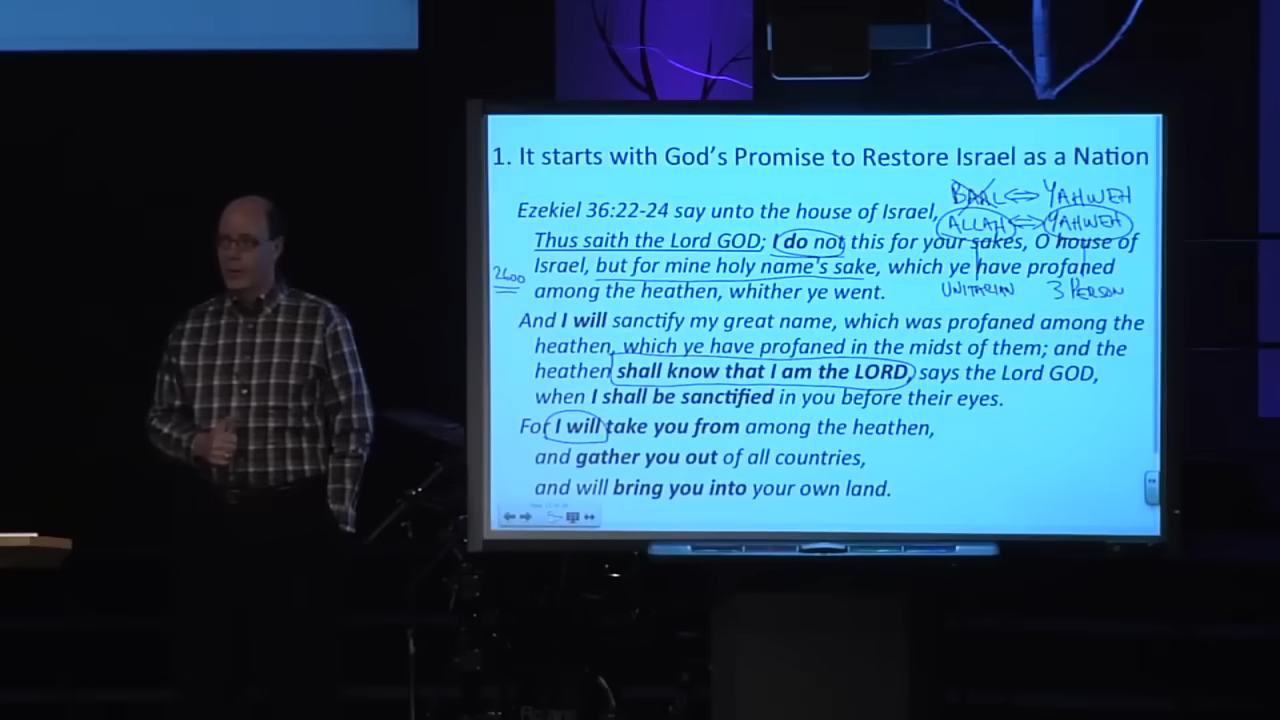 1. It starts with God's Promise to Restore Israel as a Nation
BAAL ⇔ YAHWEH
Ezekiel 36:22-24 say unto the house of Israel,
ALLAH ⇔ YAHWEH
Thus saith the Lord GOD; I do not this for your sakes, O house of
Israel, but for mine holy name's sake, which ye have profaned
2600
among the heathen, whither ye went.
UNITARIAN 3 PERSON
And I will sanctify my great name, which was profaned among the
heathen, which ye have profaned in the midst of them; and the
heathen shall know that I am the LORD, says the Lord GOD,
when I shall be sanctified in you before their eyes.
For I will take you from among the heathen,
and gather you out of all countries,
and will bring you into your own land.